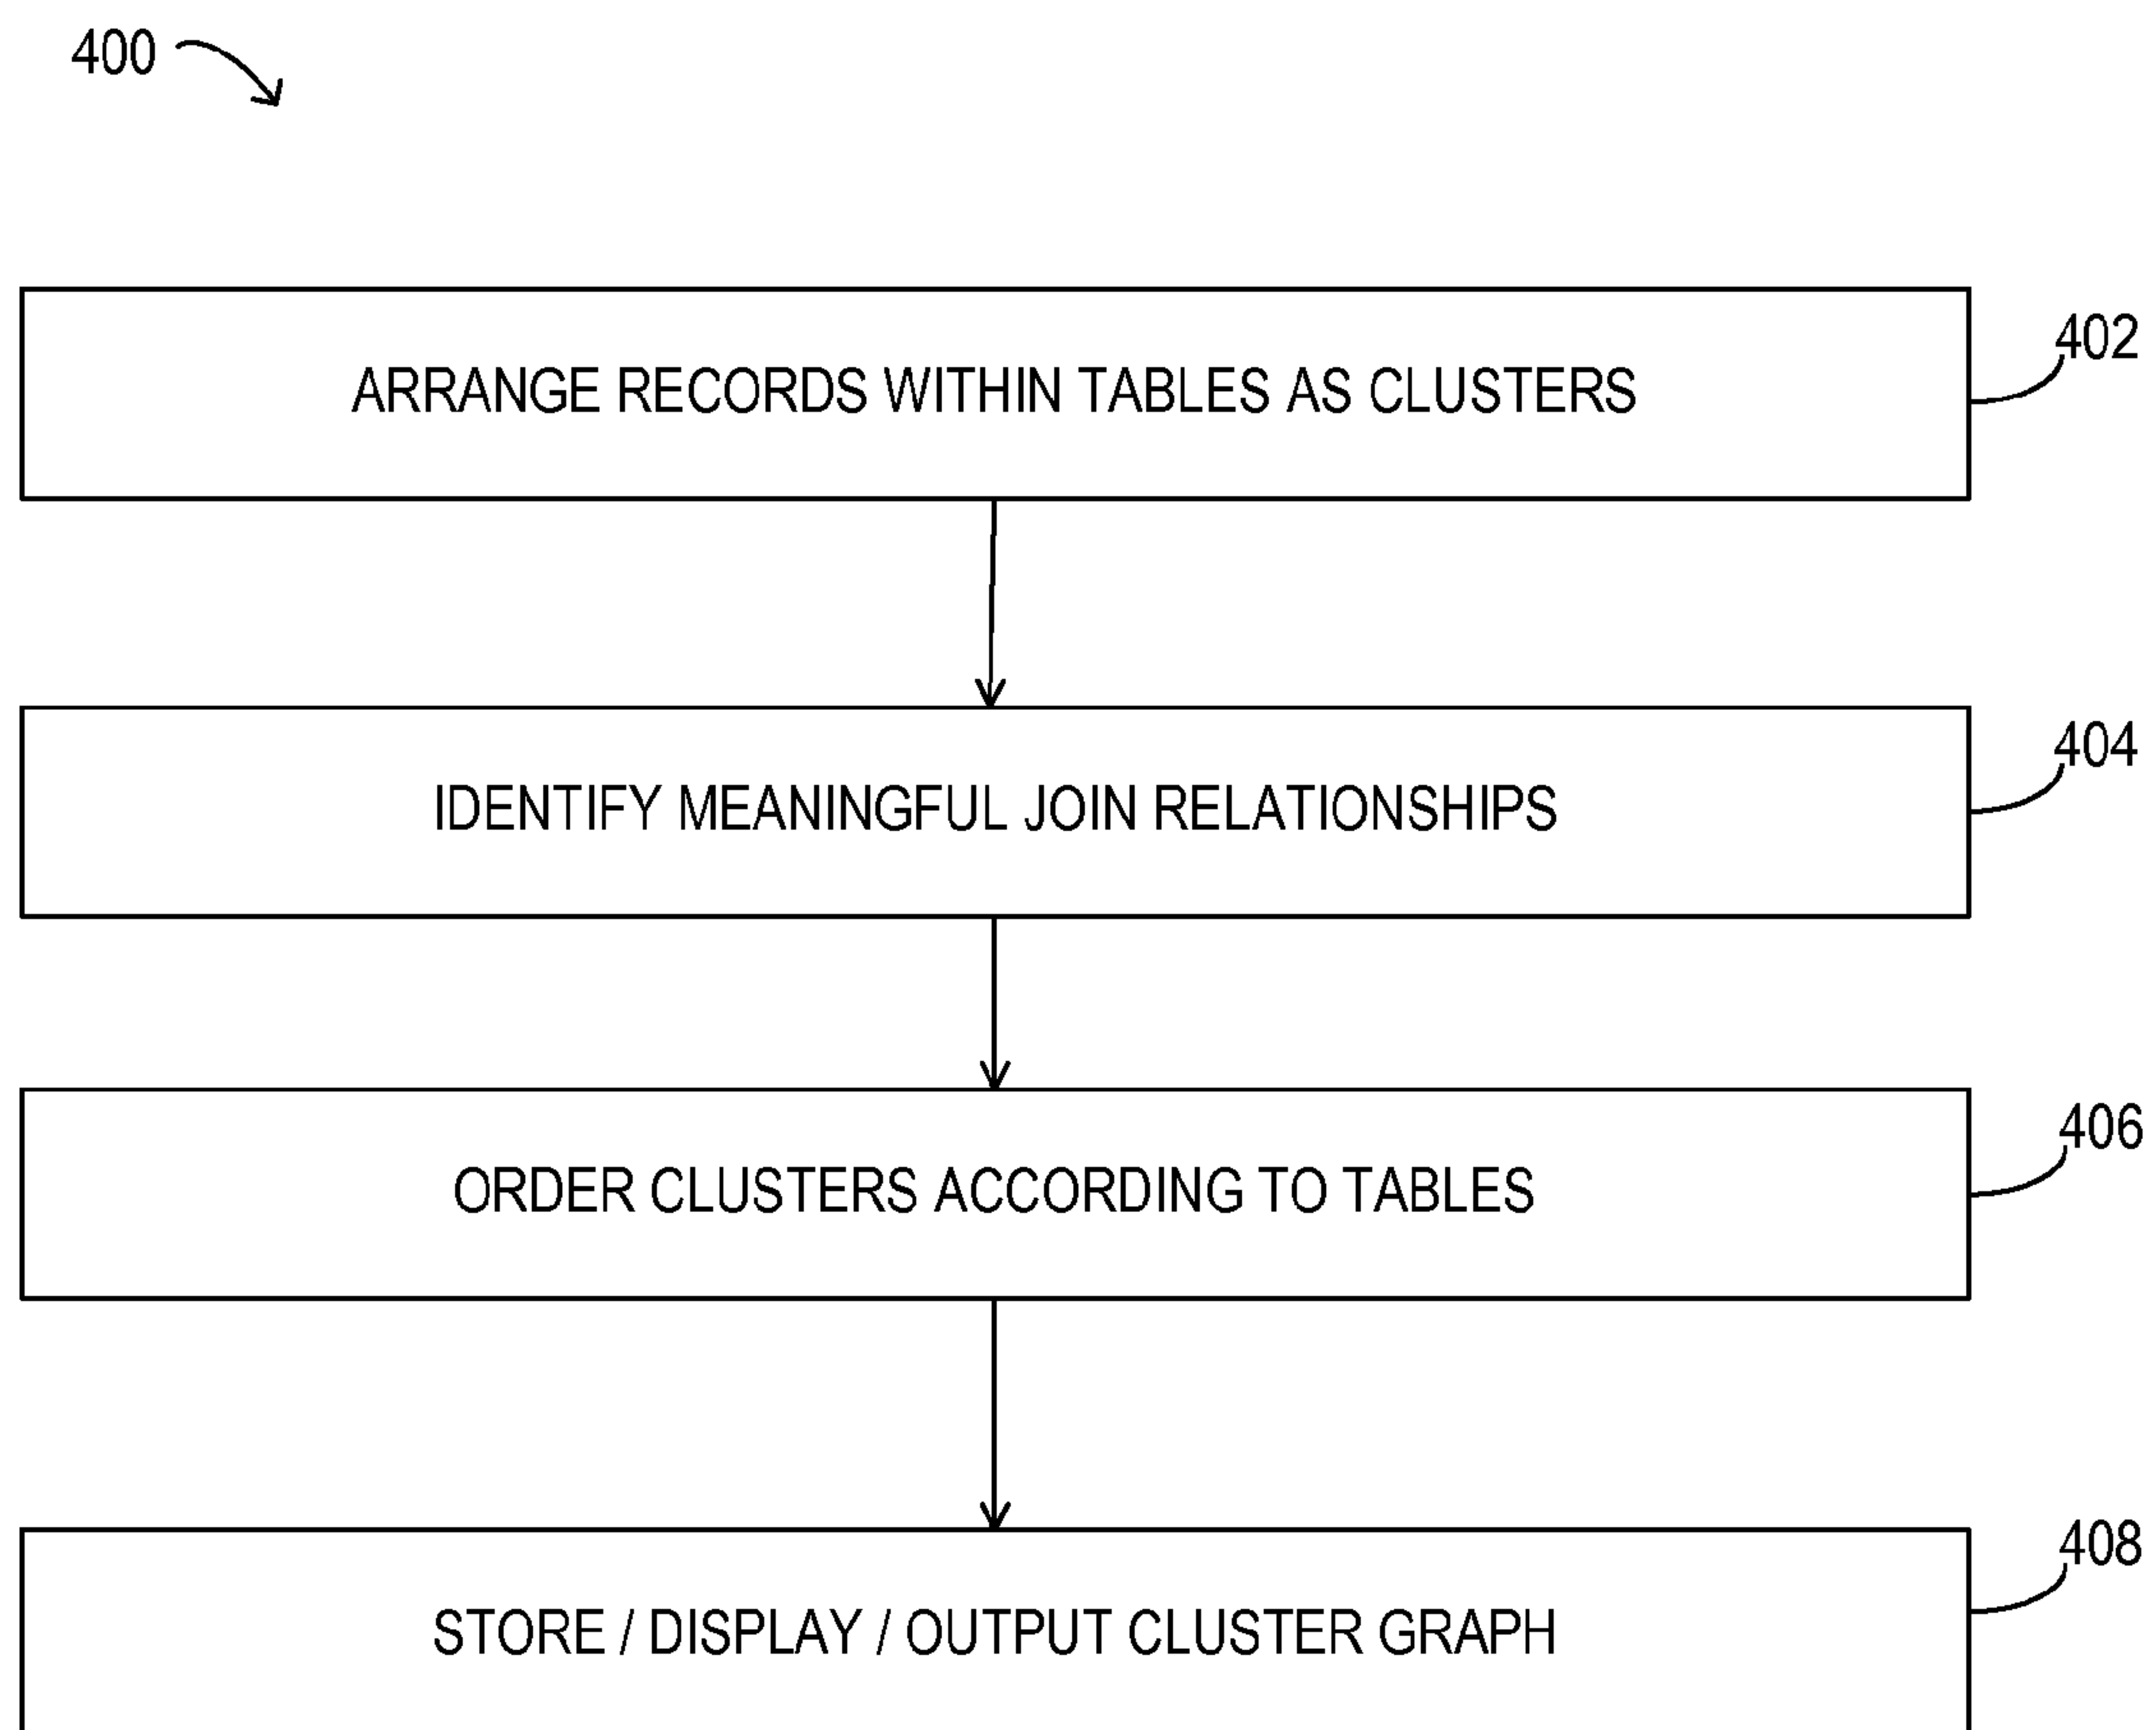 400
402
ARRANGE RECORDS WITHIN TABLES AS CLUSTERS
404
IDENTIFY MEANINGFUL JOIN RELATIONSHIPS
406
ORDER CLUSTERS ACCORDING TO TABLES
408
STORE / DISPLAY / OUTPUT CLUSTER GRAPH